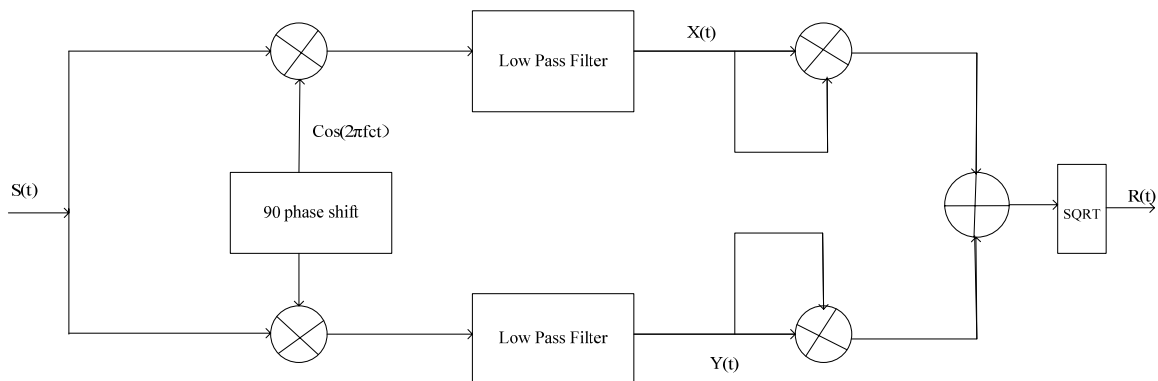 X(t)
Low Pass Filter
Cos(2πfct)
S(t)
90 phase shift
SQRT
R(t)
Low Pass Filter
Y(t)